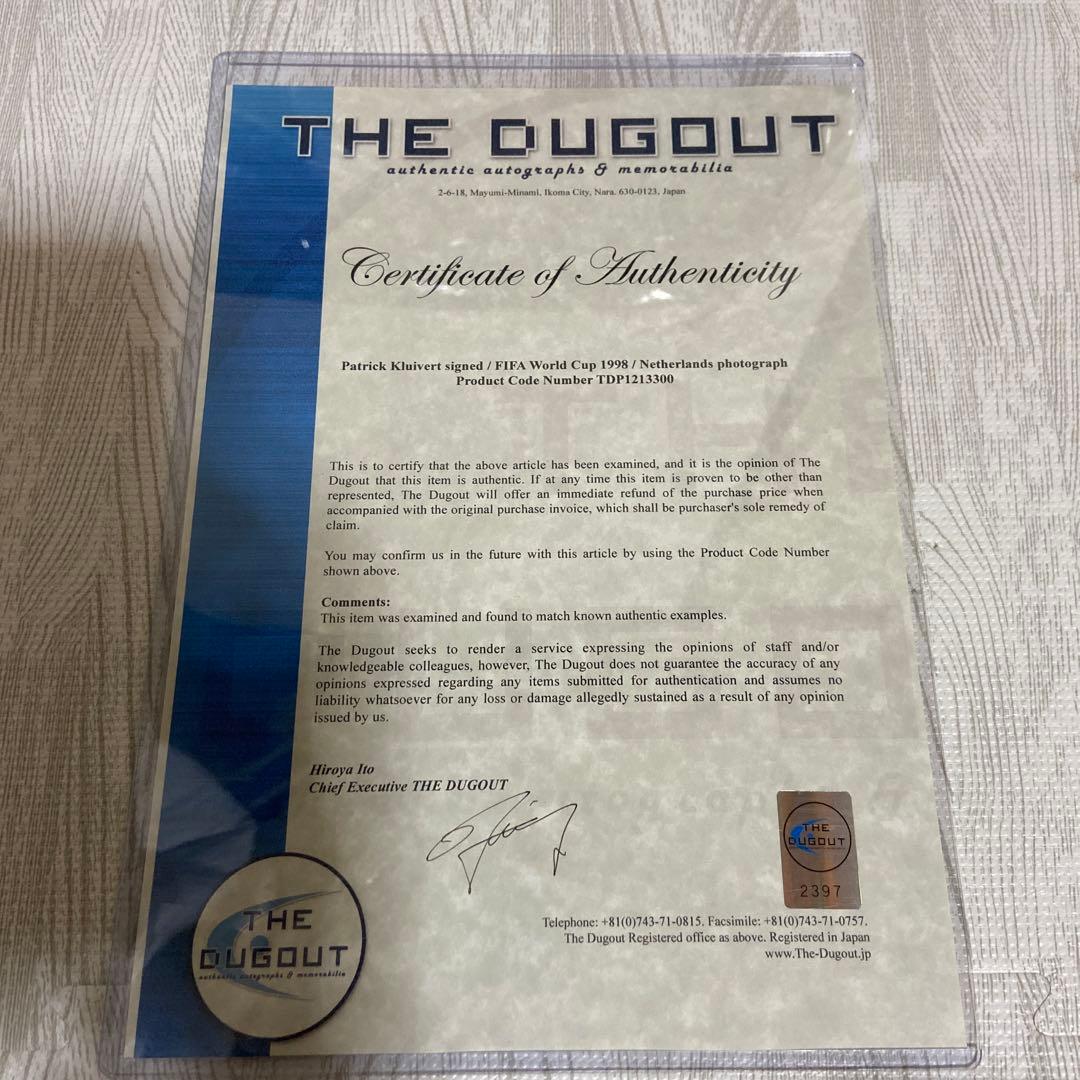 THE DUGOUT
authentic autographs & memorabilia
2-6-18, Mayumi-Minami, Ikoma City, Nara. 630-0123, Japan
Certificate of Authenticity
Patrick Kluivert signed / FIFA World Cup 1998 / Netherlands photograph
Product Code Number TDP1213300
This is to certify that the above article has been examined, and it is the opinion of The
Dugout that this item is authentic. If at any time this item is proven to be other than
represented, The Dugout will offer an immediate refund of the purchase price when
accompanied with the original purchase invoice, which shall be purchaser's sole remedy of
claim.
You may confirm us in the future with this article by using the Product Code Number
shown above.
Comments:
This item was examined and found to match known authentic examples.
The Dugout seeks to render a service expressing the opinions of staff and/or
knowledgeable colleagues, however, The Dugout does not guarantee the accuracy of any
opinions expressed regarding any items submitted for authentication and assumes no
liability whatsoever for any loss or damage allegedly sustained as a result of any opinion
issued by us.
Hiroya Ito
Chief Executive THE DUGOUT
THE
DUGOUT
2397
THE
DUGOUT
authentic autographs & memorabilia
Telephone: +81(0)743-71-0815. Facsimile: +81(0)743-71-0757.
The Dugout Registered office as above. Registered in Japan
www.The-Dugout.jp